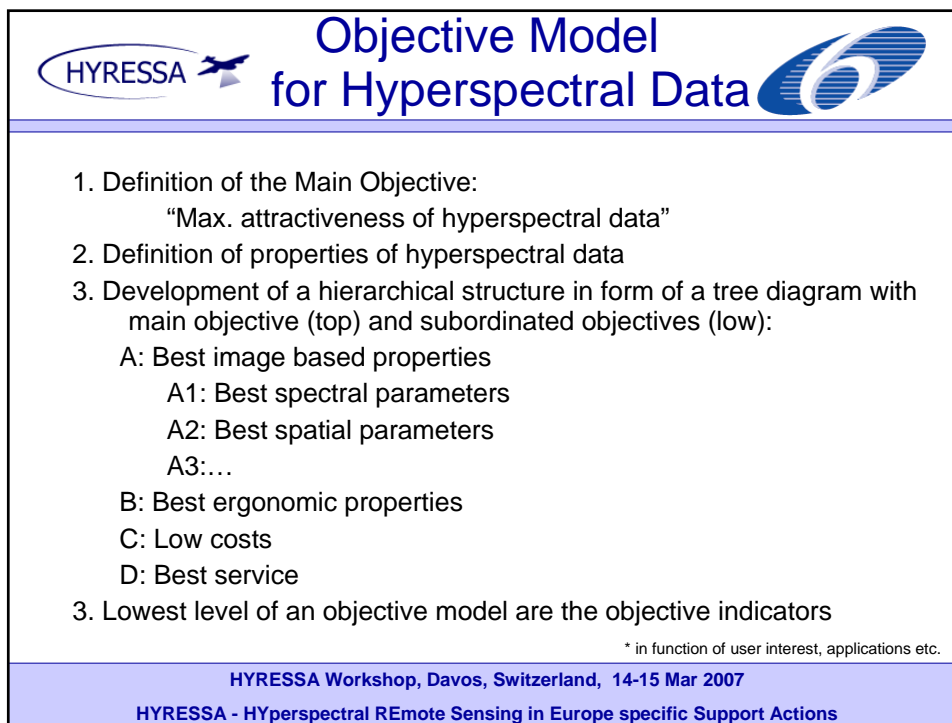 Objective Model
HYRESSA
for Hyperspectral Data
6
1. Definition of the Main Objective:
“Max. attractiveness of hyperspectral data”
2. Definition of properties of hyperspectral data
3. Development of a hierarchical structure in form of a tree diagram with
main objective (top) and subordinated objectives (low):
A: Best image based properties
A1: Best spectral parameters
A2: Best spatial parameters
A3:…
B: Best ergonomic properties
C: Low costs
D: Best service
3. Lowest level of an objective model are the objective indicators
* in function of user interest, applications etc.
HYRESSA Workshop, Davos, Switzerland, 14-15 Mar 2007
HYRESSA - HYperspectral REmote Sensing in Europe specific Support Actions